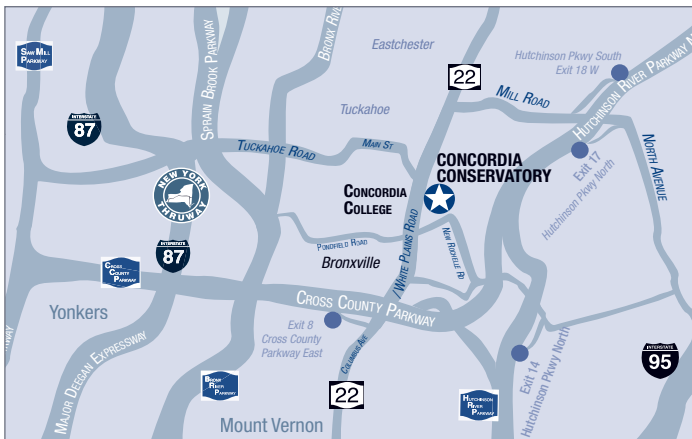 SAW MILL
PARKWAY
INTERSTATE
87
SPRAIN BROOK PARKWAY
BRONX RIVE
Eastchester
22
Hutchinson Pkwy South
Exit 18 W
HUTCHINSON RIVER PARKWAY N
MILL ROAD
Tuckahoe
TUCKAHOE ROAD
MAIN ST
NORTH AVENUE
NEW YORK
THRUWAY
CONCORDIA
CONSERVATORY
CONCORDIA
COLLEGE
Exit 17
Hutchinson Pkwy North
INTERSTATE
87
PONDFIELD ROAD
Bronxville
/WHITE PLAINS ROAD
NEW ROCHELLE RD
CROSS
COUNTY
PARKWAY
CROSS COUNTY PARKWAY
Yonkers
Exit 8
Cross County
Parkway East
COLUMBUS AVE
WAY
MAJOR DEEGAN EXPRESSWAY
BRONX
RIVER
PARKWAY
22
Mount Vernon
HUTCHINSON
RIVER
PARKWAY
Exit 14
Hutchinson Pkwy North
INTERSTATE
95